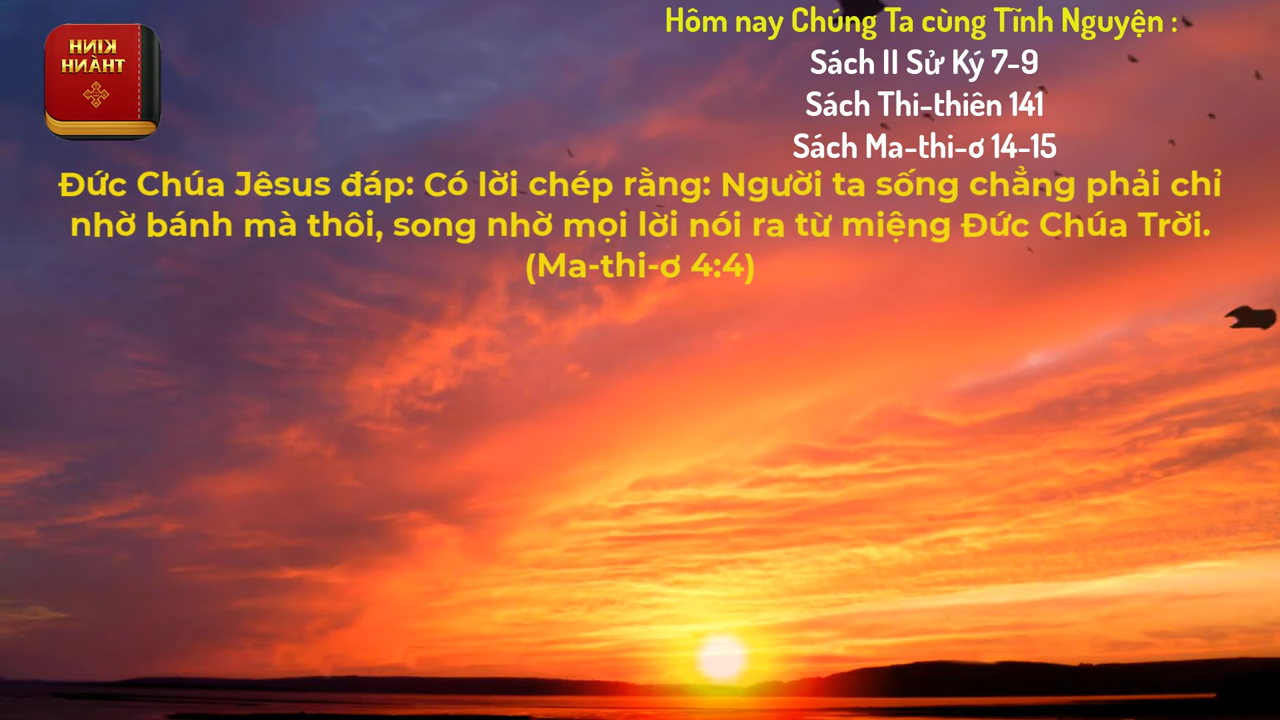 Hôm nay Chúng Ta cùng Tĩnh Nguyện :
Sách II Sử Ký 7-9
Sách Thi-thiên 141
Sách Ma-thi-ơ 14-15
KINH
THÀNH
Đức Chúa Jêsus đáp: Có lời chép rằng: Người ta sống chẳng phải chỉ
nhờ bánh mà thôi, song nhờ mọi lời nói ra từ miệng Đức Chúa Trời.
(Ma-thi-ơ 4:4)